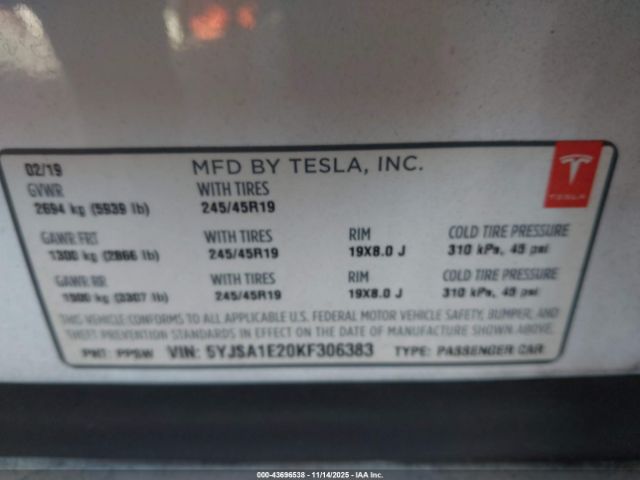 02/19 MFD BY TESLA, INC.
GVWR WITH TIRES
2694 kg (5939 lb) 245/45R19
TESLA
GAWR FRT WITH TIRES RIM COLD TIRE PRESSURE
1300 kg (2866 lb) 245/45R19 19X8.0 J 310 kPa, 45 psi
GAWR RR WITH TIRES RIM COLD TIRE PRESSURE
1500 kg (3307 lb) 245/45R19 19X8.0 J 310 kPa, 45 psi
THIS VEHICLE CONFORMS TO ALL APPLICABLE U.S. FEDERAL MOTOR VEHICLE SAFETY, BUMPER, AND
THEFT PREVENTION STANDARDS IN EFFECT ON THE DATE OF MANUFACTURE SHOWN ABOVE.
PNT: PPSW VIN: 5YJSA1E20KF306383 TYPE: PASSENGER CAR
000-43696538 - 11/14/2025 - IAA Inc.